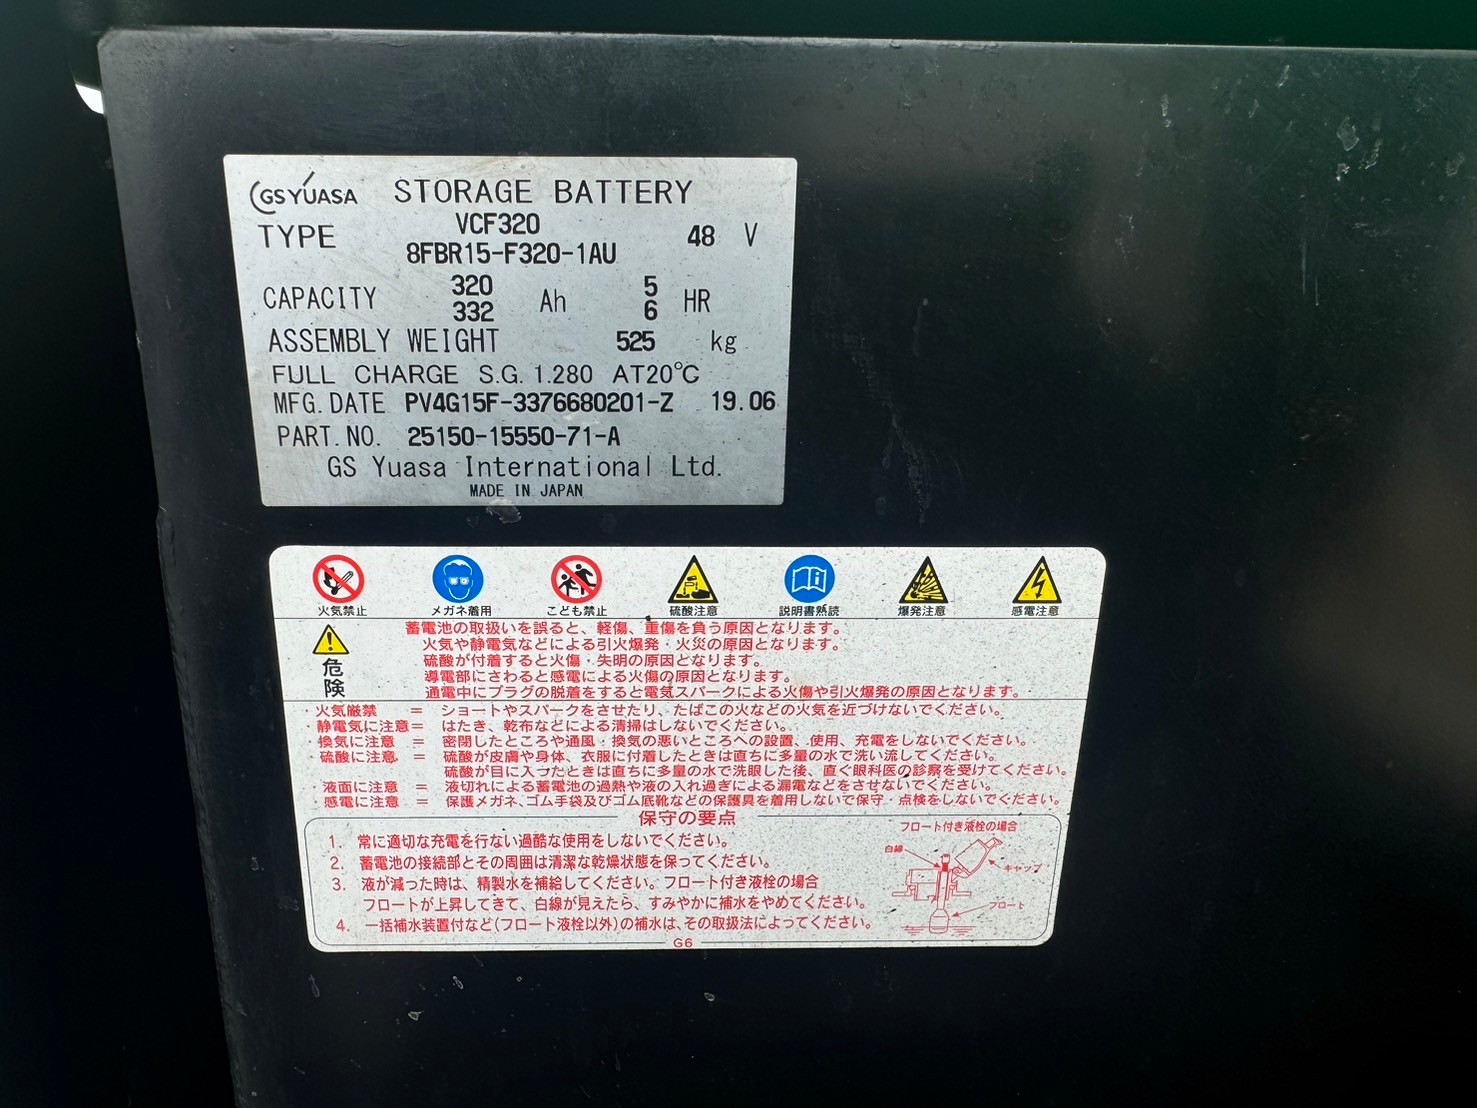 GS YUASA STORAGE BATTERY
TYPE VCF320 48 V
8FBR15-F320-1AU
CAPACITY 320 Ah 5 HR
332 6
ASSEMBLY WEIGHT 525 kg
FULL CHARGE S.G. 1.280 AT20℃
MFG. DATE PV4G15F-3376680201-Z 19.06
PART. NO. 25150-15550-71-A
GS Yuasa International Ltd.
MADE IN JAPAN
火気禁止 メガネ着用 こども禁止 硫酸注意 説明書熟読 爆発注意 感電注意
危険
蓄電池の取扱いを誤ると、軽傷、重傷を負う原因となります。
火気や静電気などによる引火爆発・火災の原因となります。
硫酸が付着すると火傷・失明の原因となります。
導電部にさわると感電による火傷の原因となります。
通電中にプラグの脱着をすると電気スパークによる火傷や引火爆発の原因となります。
・火気厳禁 = ショートやスパークをさせたり、たばこの火などの火気を近づけないでください。
・静電気に注意= はたき、乾布などによる清掃はしないでください。
・換気に注意 = 密閉したところや通風・換気の悪いところへの設置、使用、充電をしないでください。
・硫酸に注意 = 硫酸が皮膚や身体、衣服に付着したときは直ちに多量の水で洗い流してください。
硫酸が目に入ったときは直ちに多量の水で洗眼した後、直ぐ眼科医の診察を受けてください。
・液面に注意 = 液切れによる蓄電池の過熱や液の入れ過ぎによる漏電などをさせないでください。
・感電に注意 = 保護メガネ、ゴム手袋及びゴム底靴などの保護具を着用しないで保守・点検をしないでください。
保守の要点
1. 常に適切な充電を行ない過酷な使用をしないでください。
2. 蓄電池の接続部とその周囲は清潔な乾燥状態を保ってください。
3. 液が減った時は、精製水を補給してください。フロート付き液栓の場合
フロートが上昇してきて、白線が見えたら、すみやかに補水をやめてください。
4. 一括補水装置付など(フロート液栓以外)の補水は、その取扱法によってください。
フロート付き液栓の場合
白線
キャップ
フロート
G6